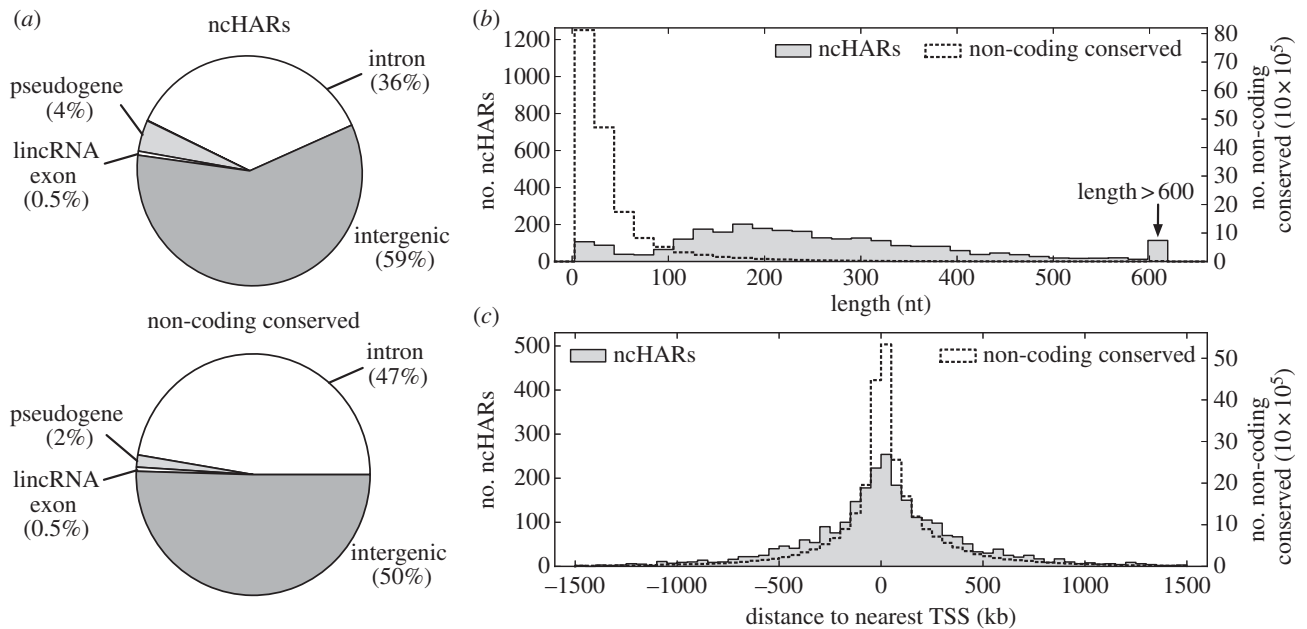 (a)
ncHARs
intron
(36%)
pseudogene
(4%)
lincRNA
exon
(0.5%)
intergenic
(59%)
non-coding conserved
intron
(47%)
pseudogene
(2%)
lincRNA
exon
(0.5%)
intergenic
(50%)
(b)
ncHARs
non-coding conserved
no. ncHARs
1200
1000
800
600
400
200
0
80
70
60
50
40
30
20
10
0
no. non-coding
conserved (10 × 10⁵)
length > 600
0 100 200 300 400 500 600
length (nt)
(c)
ncHARs
non-coding conserved
no. ncHARs
500
400
300
200
100
0
50
40
30
20
10
0
no. non-coding
conserved (10 × 10⁵)
–1500 –1000 –500 0 500 1000 1500
distance to nearest TSS (kb)